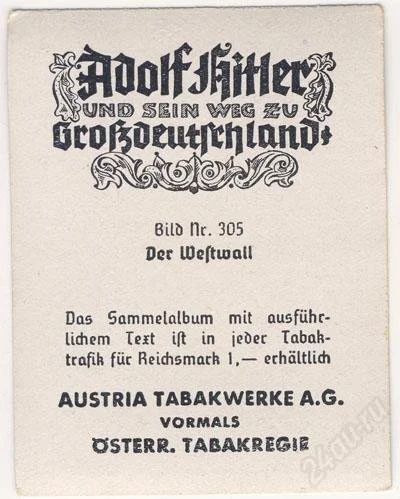 Adolf Hitler
UND SEIN WEG ZU
Großdeutschland
Bild Nr. 305
Der Westwall
Das Sammelalbum mit ausführ-
lichem Text ist in jeder Tabak-
trafik für Reichsmark 1,— erhältlich
AUSTRIA TABAKWERKE A.G.
VORMALS
ÖSTERR. TABAKREGIE
24au.ru